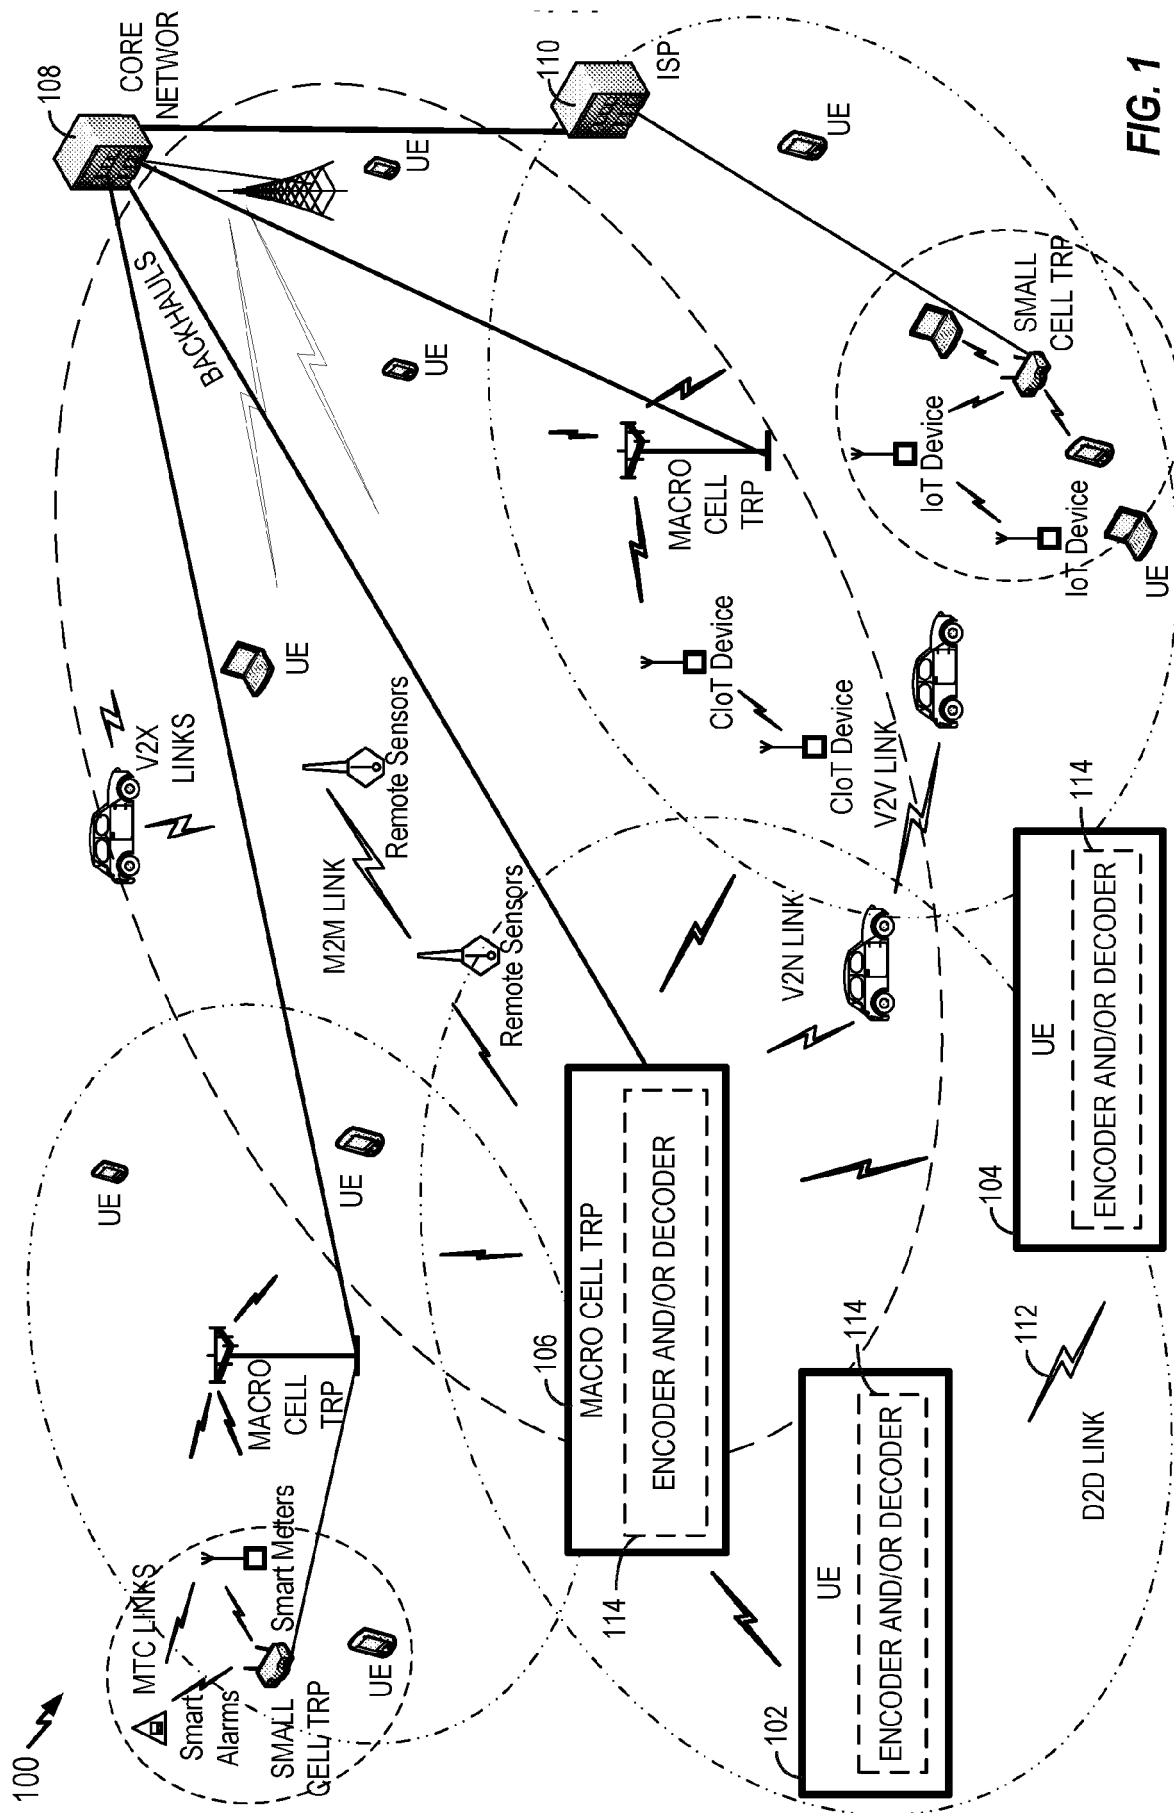 100
MTC LINKS
Smart
Alarms
Smart Meters
SMALL
CELL TRP
UE
MACRO
CELL
TRP
UE
UE
V2X
LINKS
UE
BACKHAULS
108
CORE
NETWOR
UE
UE
M2M LINK
Remote Sensors
Remote Sensors
106
MACRO CELL TRP
ENCODER AND/OR DECODER
114
MACRO
CELL
TRP
CIoT Device
CIoT Device
110
ISP
UE
V2N LINK
V2V LINK
IoT Device
IoT Device
SMALL
CELL TRP
UE
102
UE
ENCODER AND/OR DECODER
114
104
UE
ENCODER AND/OR DECODER
114
112
D2D LINK
FIG. 1